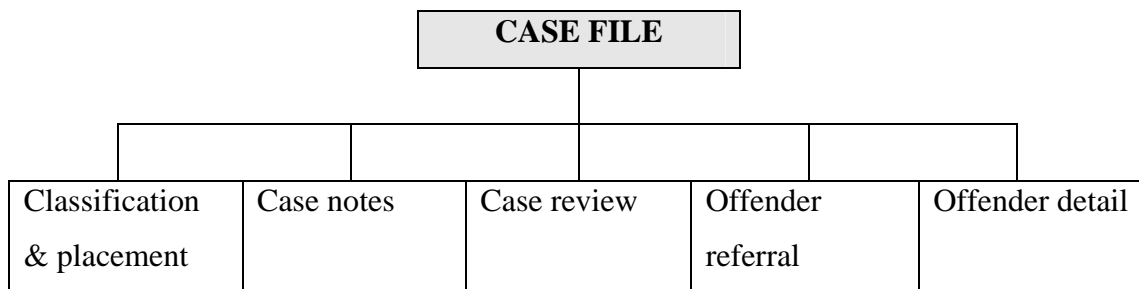 CASE FILE
Classification
& placement
Case notes
Case review
Offender
referral
Offender detail